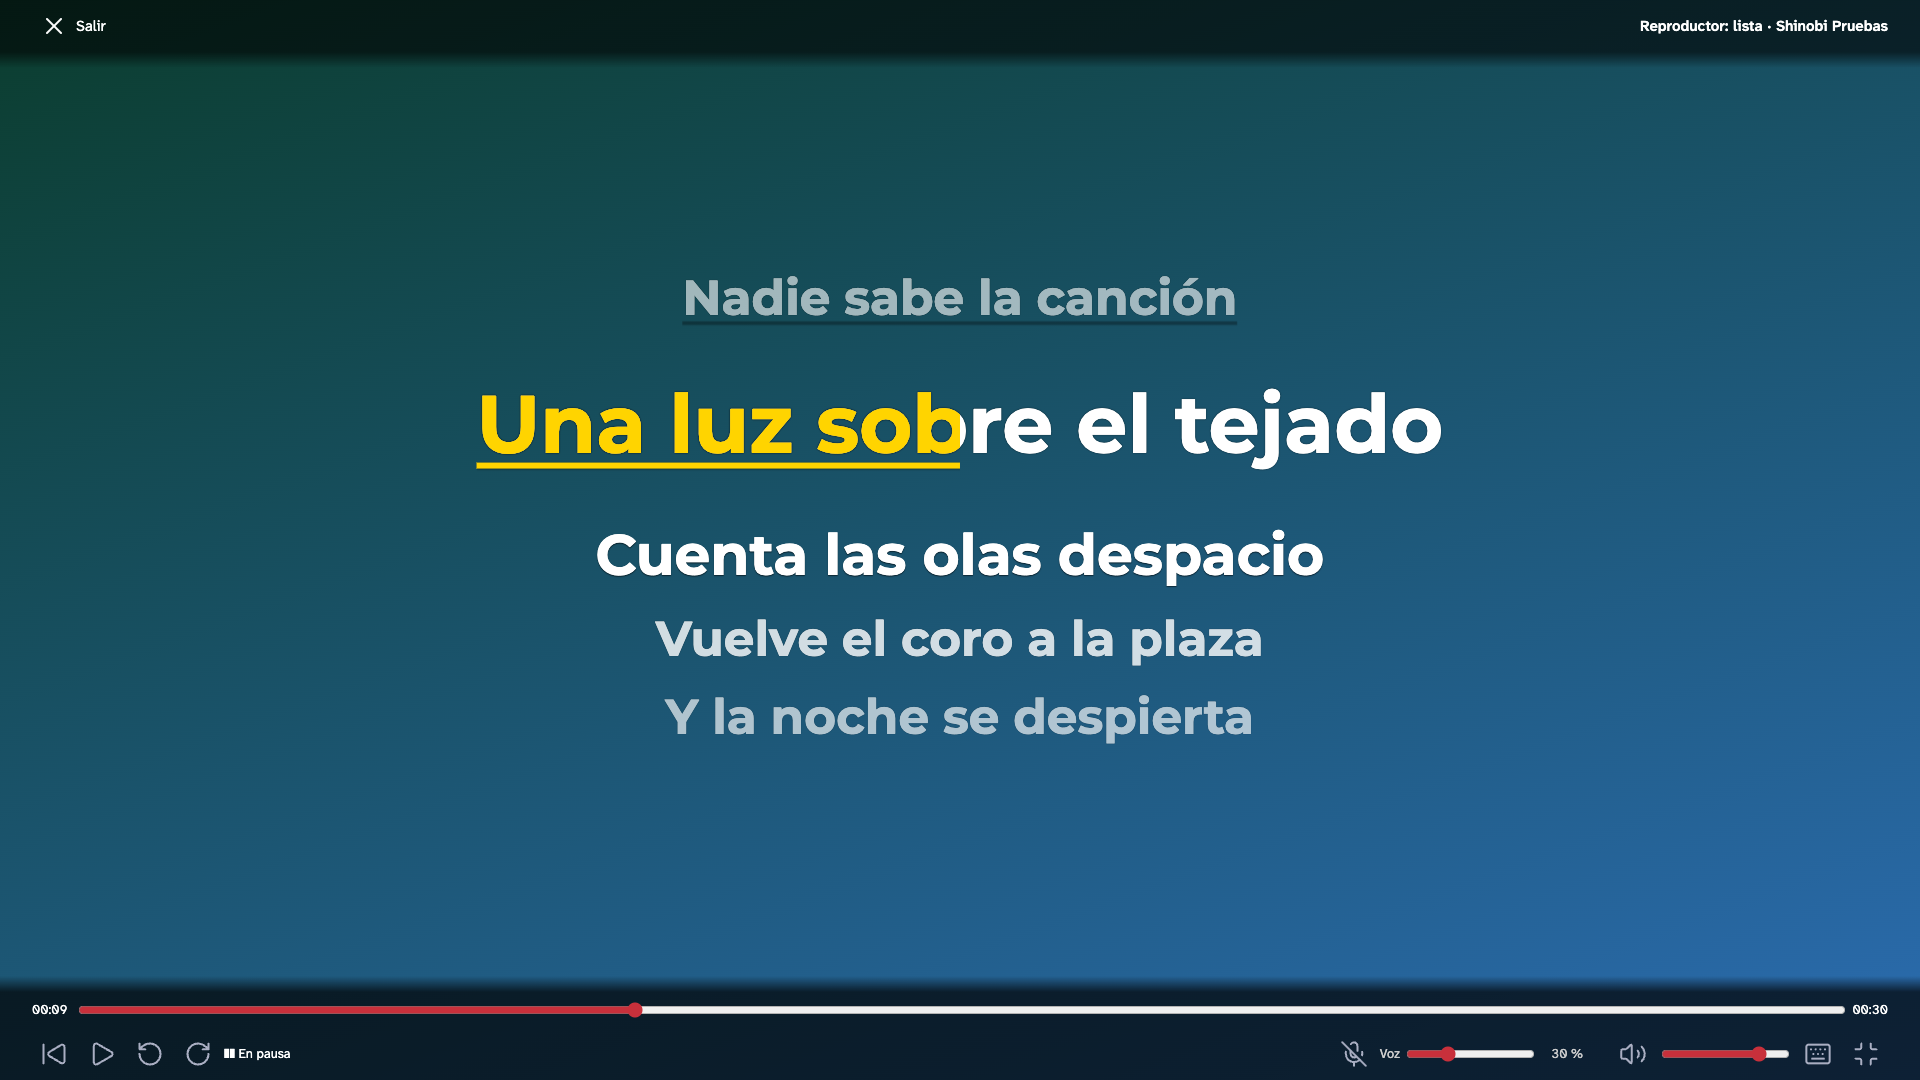 Salir
Reproductor: lista · Shinobi Pruebas
Nadie sabe la canción
Una luz sobre el tejado
Cuenta las olas despacio
Vuelve el coro a la plaza
Y la noche se despierta
00:09
00:30
En pausa
Voz
30 %